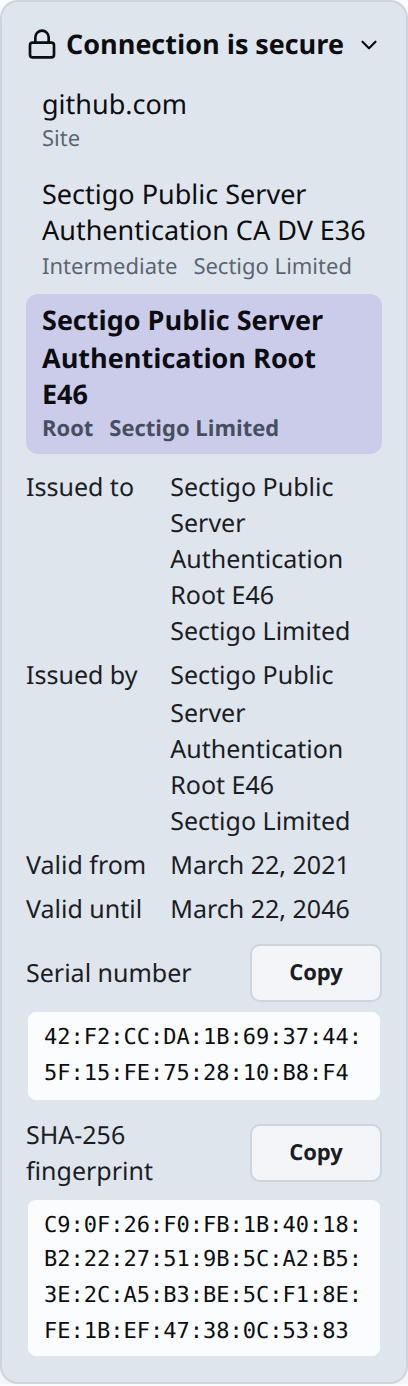 Connection is secure
github.com
Site
Sectigo Public Server
Authentication CA DV E36
Intermediate Sectigo Limited
Sectigo Public Server
Authentication Root
E46
Root Sectigo Limited
Issued to Sectigo Public
Server
Authentication
Root E46
Sectigo Limited
Issued by Sectigo Public
Server
Authentication
Root E46
Sectigo Limited
Valid from March 22, 2021
Valid until March 22, 2046
Serial number Copy
42:F2:CC:DA:1B:69:37:44:
5F:15:FE:75:28:10:B8:F4
SHA-256
fingerprint Copy
C9:0F:26:F0:FB:1B:40:18:
B2:22:27:51:9B:5C:A2:B5:
3E:2C:A5:B3:BE:5C:F1:8E:
FE:1B:EF:47:38:0C:53:83